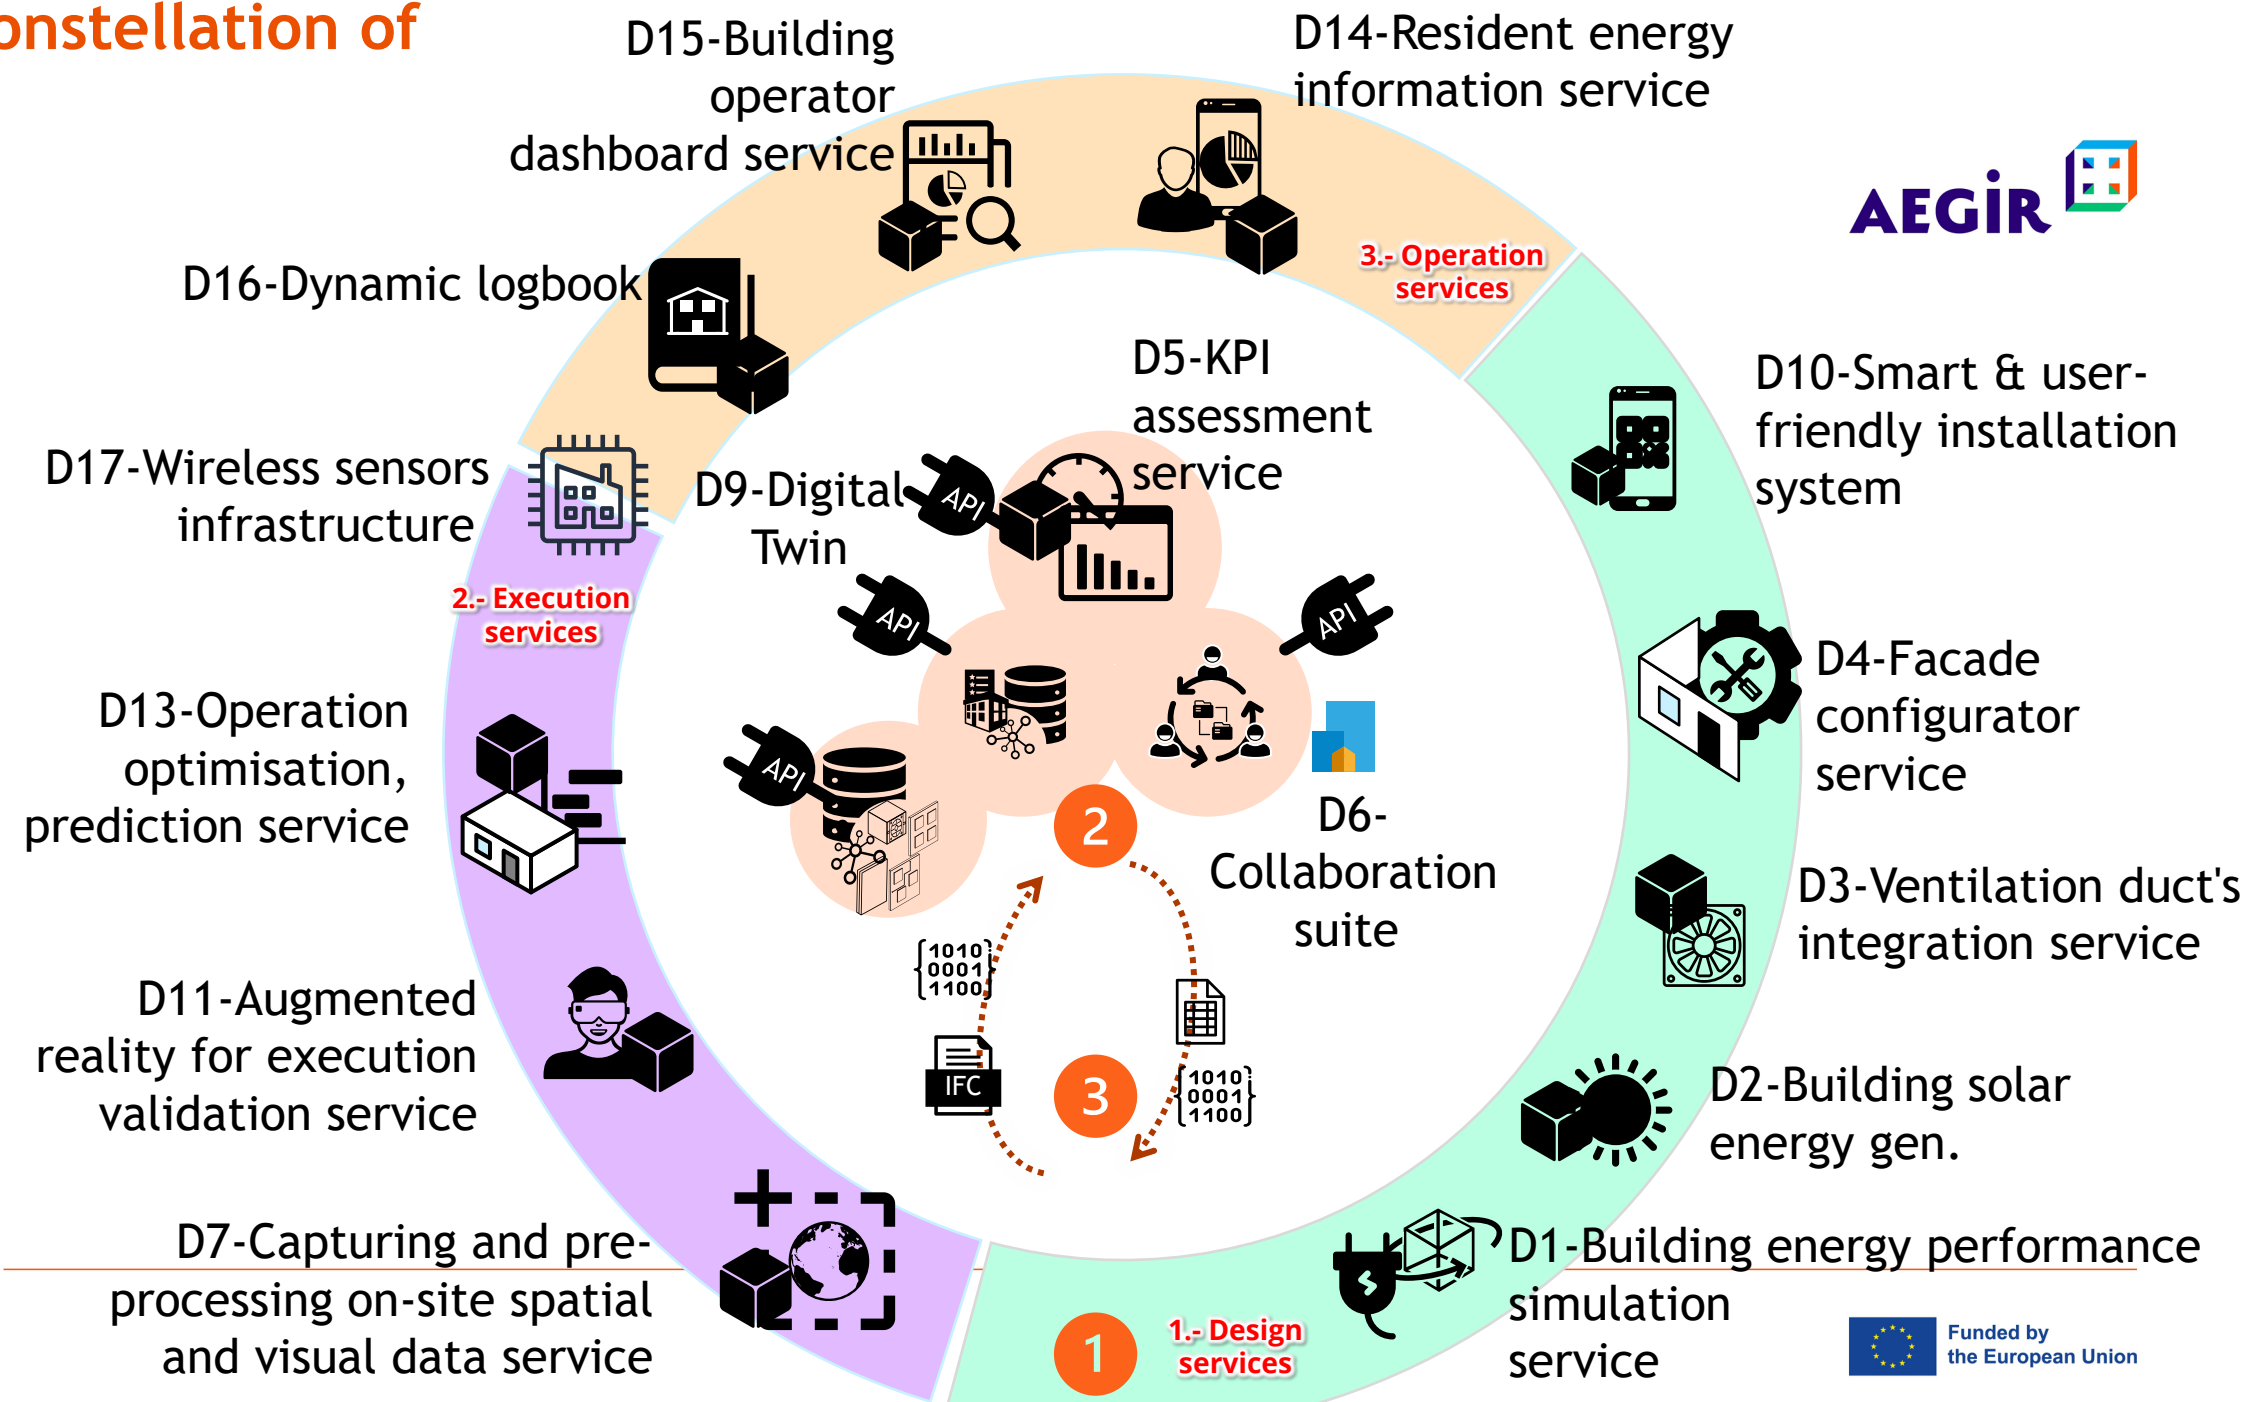 onstellation of
D15-Building
operator
dashboard service
D14-Resident energy
information service
AEGIR
3.- Operation
services
D16-Dynamic logbook
D5-KPI
assessment
service
D10-Smart & user-
friendly installation
system
D17-Wireless sensors
infrastructure
D9-Digital
Twin
API
API
API
API
2.- Execution
services
D4-Facade
configurator
service
D13-Operation
optimisation,
prediction service
D6-
Collaboration
suite
2
D3-Ventilation duct's
integration service
1010
0001
1100
IFC
3
1010
0001
1100
D11-Augmented
reality for execution
validation service
D2-Building solar
energy gen.
D7-Capturing and pre-
processing on-site spatial
and visual data service
1
1.- Design
services
D1-Building energy performance
simulation
service
Funded by
the European Union